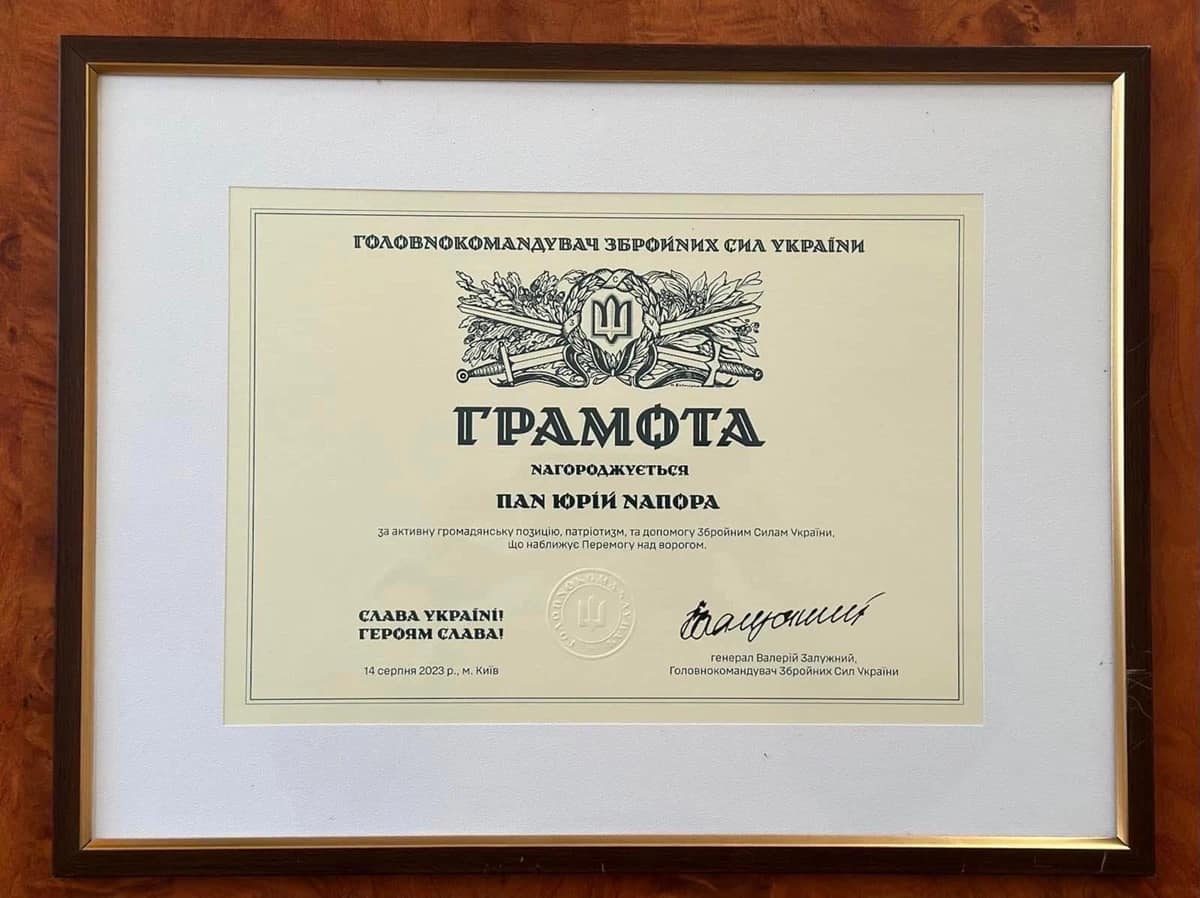 ГОЛОВНОКОМАНДУВАЧ ЗБРОЙНИХ СИЛ УКРАЇНИ
ГРАМОТА
НАГОРОДЖУЄТЬСЯ
ПАН ЮРІЙ НАПОРА
за активну громадянську позицію, патріотизм, та допомогу Збройним Силам України,
що наближує Перемогу над ворогом.
СЛАВА УКРАЇНІ!
ГЕРОЯМ СЛАВА!
14 серпня 2023 р., м. Київ
ГОЛОВНОКОМАНДУВАЧ
Залужний
генерал Валерій Залужний,
Головнокомандувач Збройних Сил України